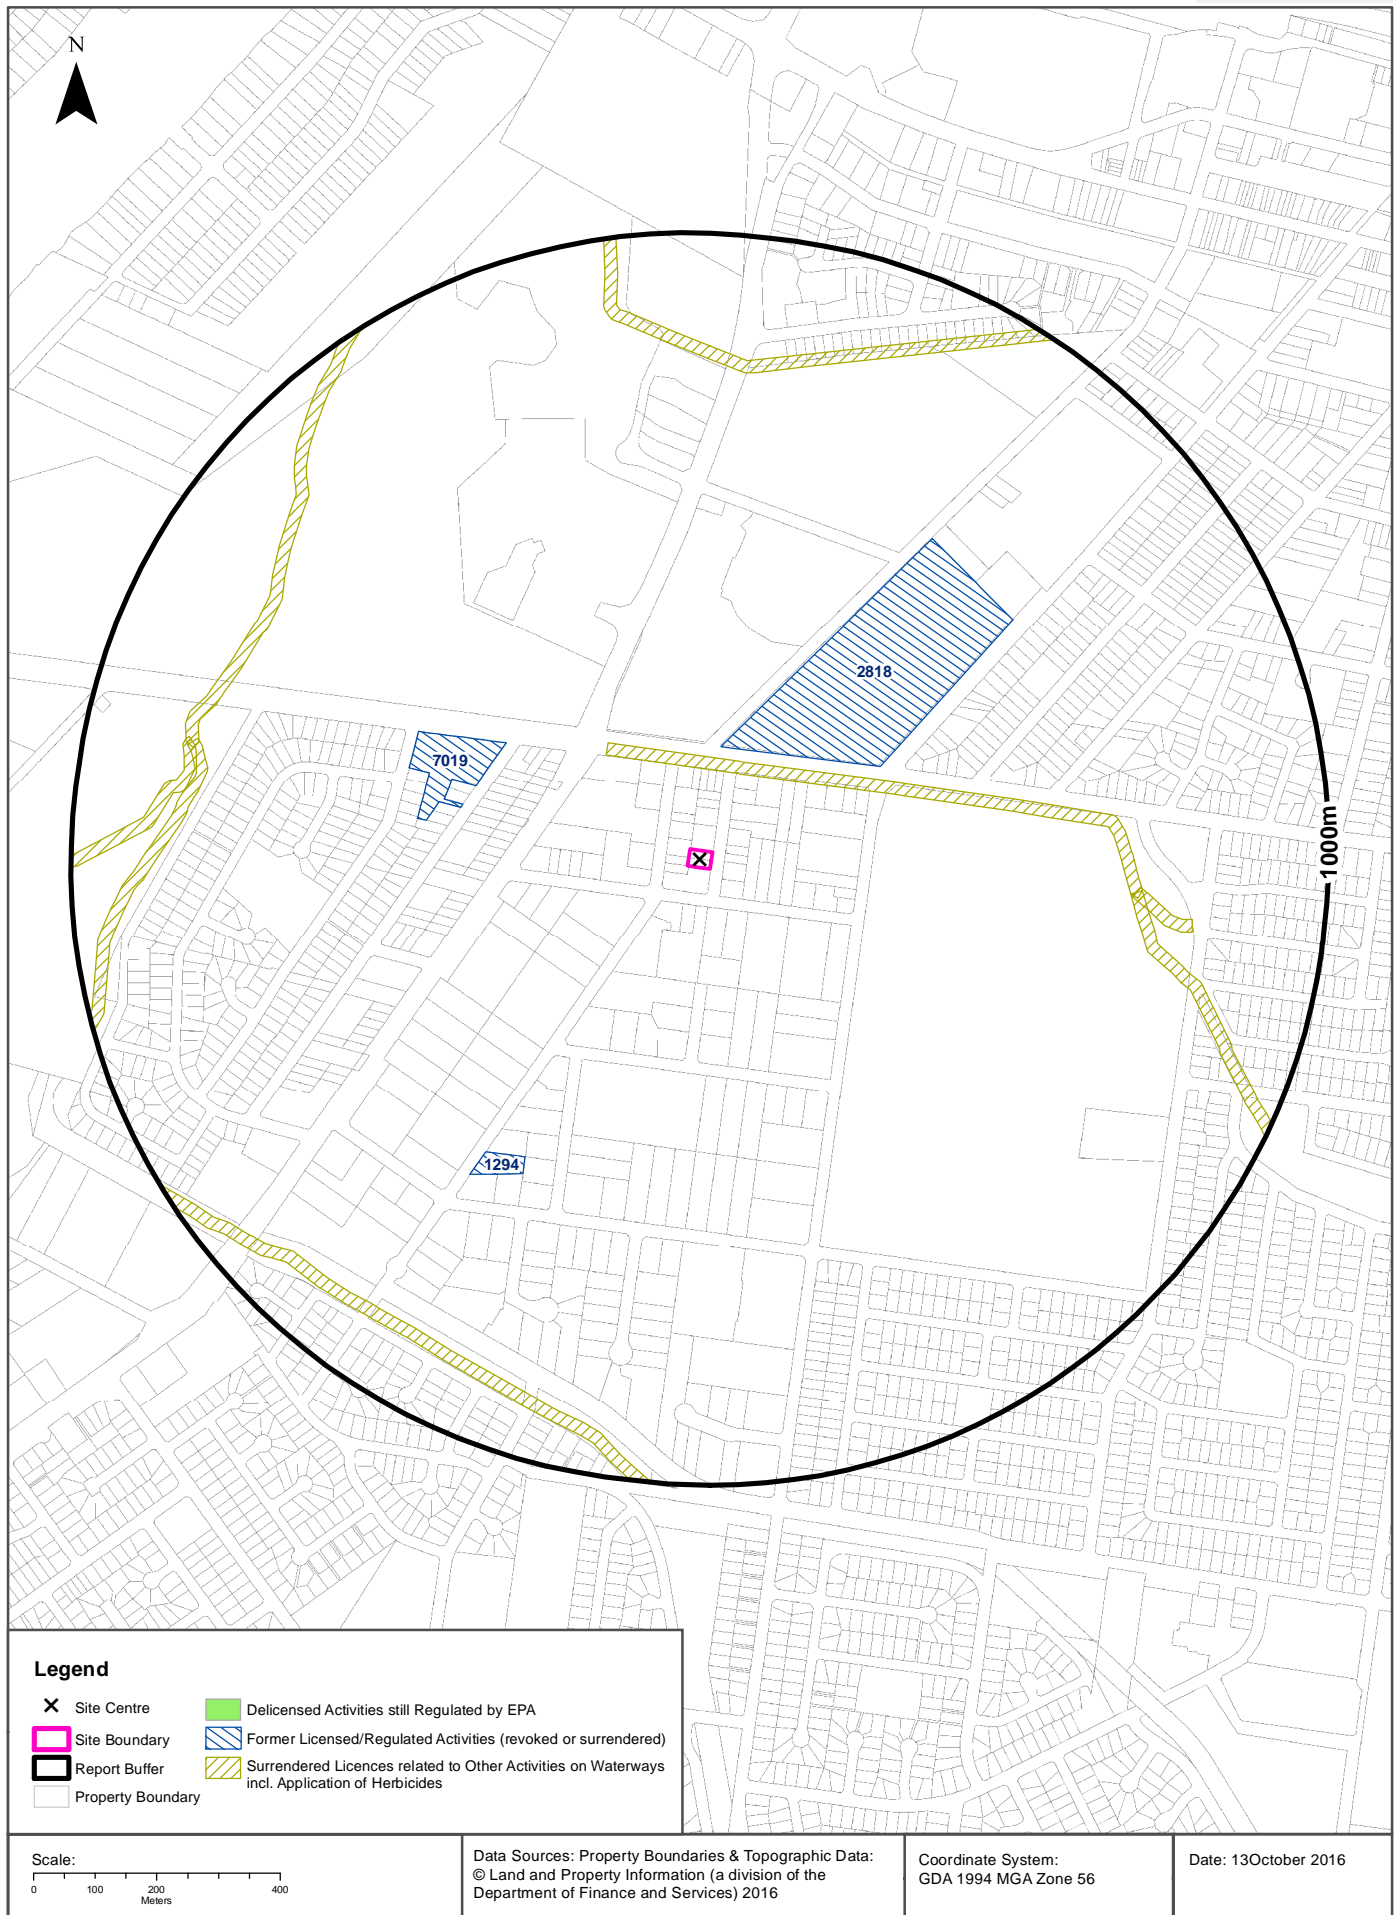 N
2818
7019
1000m
1294
Legend
Site Centre
Site Boundary
Report Buffer
Property Boundary
Delicensed Activities still Regulated by EPA
Former Licensed/Regulated Activities (revoked or surrendered)
Surrendered Licences related to Other Activities on Waterways
incl. Application of Herbicides
Scale:
0 100 200 400
Meters
Data Sources: Property Boundaries & Topographic Data:
© Land and Property Information (a division of the
Department of Finance and Services) 2016
Coordinate System:
GDA 1994 MGA Zone 56
Date: 13October 2016